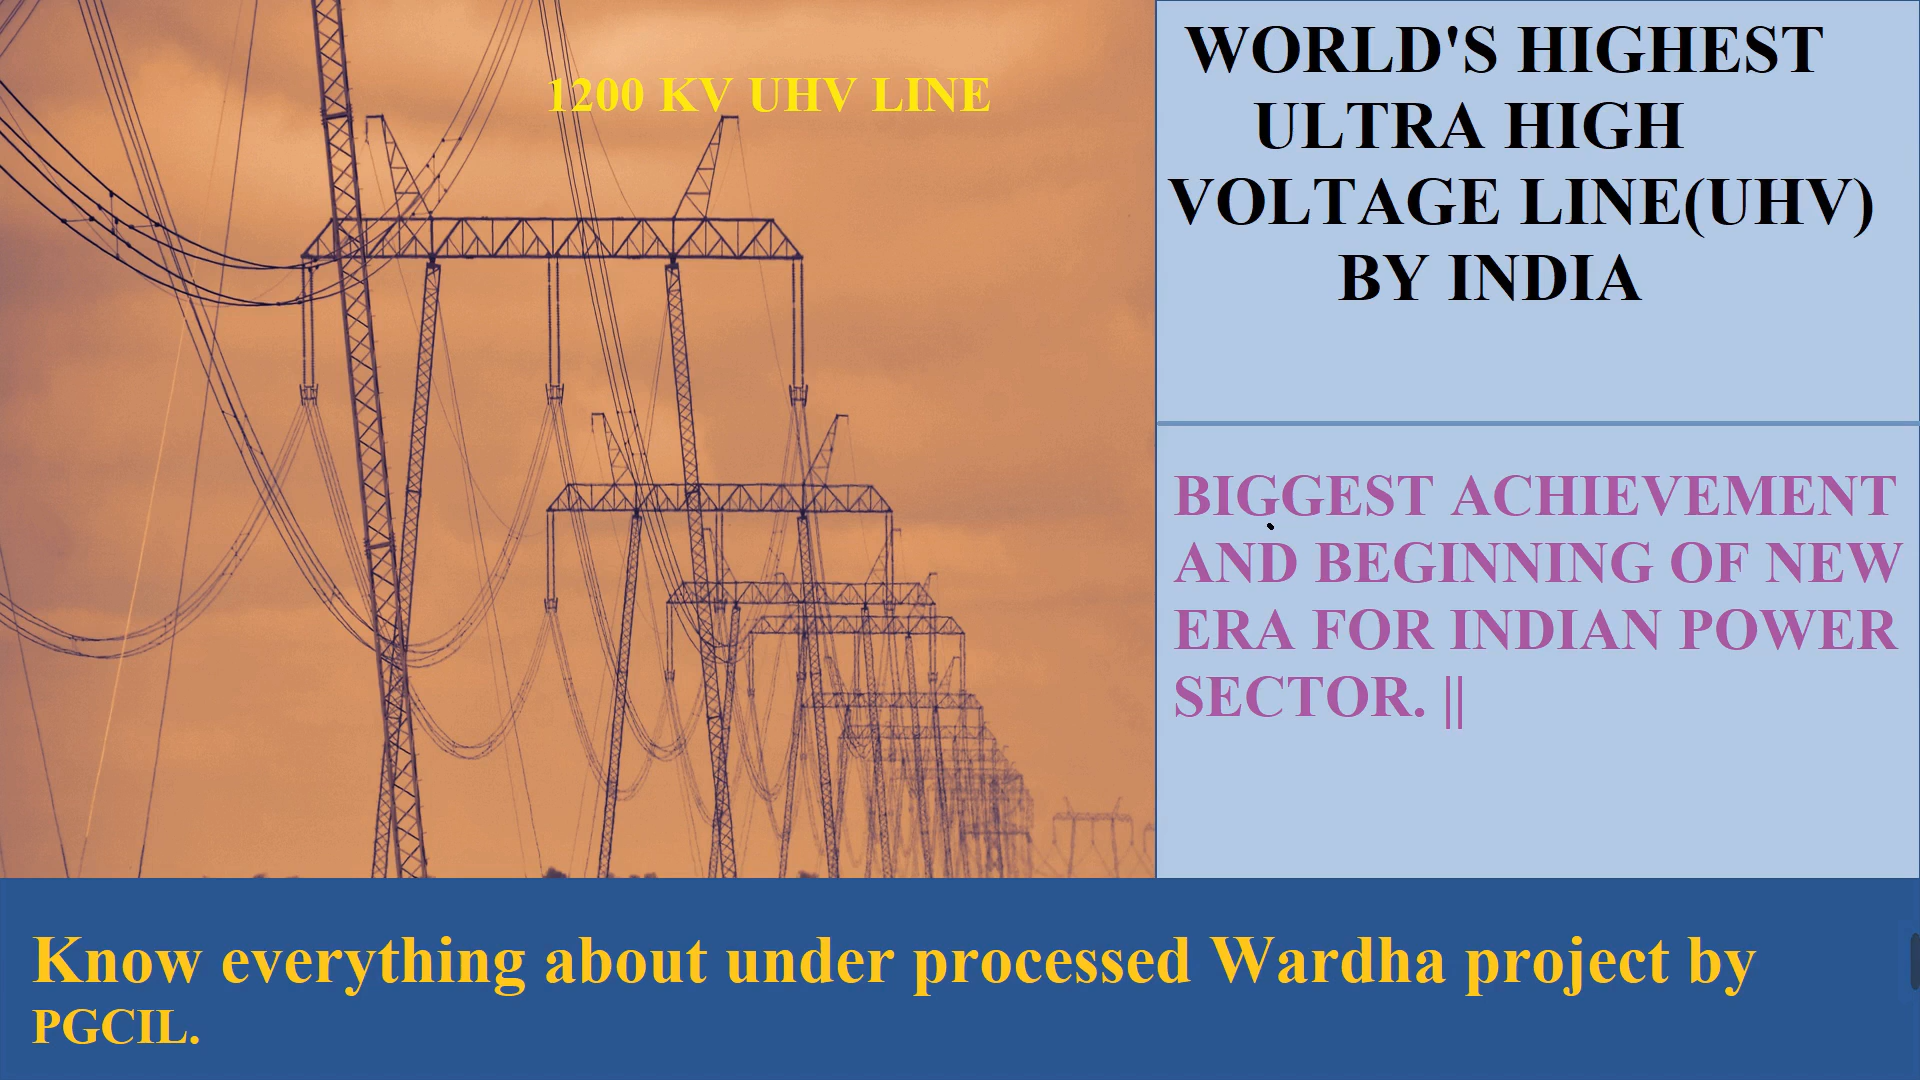 1200 KV UHV LINE
WORLD'S HIGHEST
ULTRA HIGH
VOLTAGE LINE(UHV)
BY INDIA
BIGGEST ACHIEVEMENT
AND BEGINNING OF NEW
ERA FOR INDIAN POWER
SECTOR. ||
Know everything about under processed Wardha project by
PGCIL.